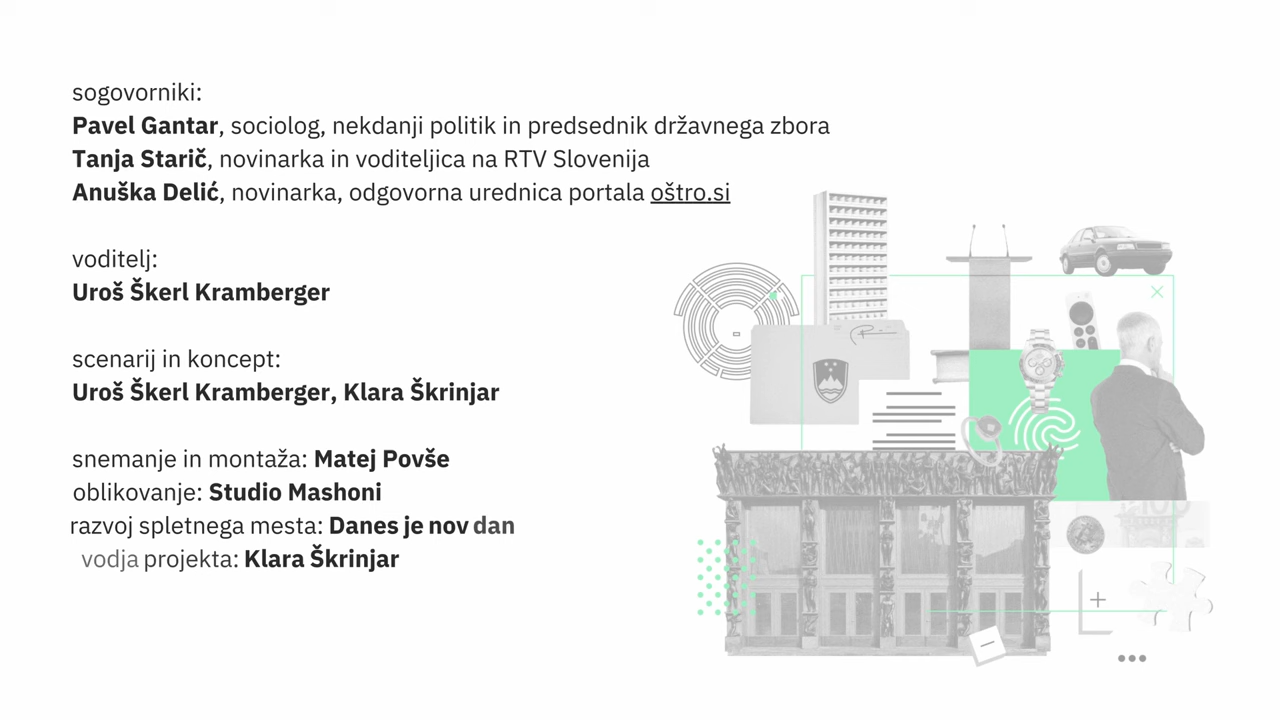 sogovorniki:
Pavel Gantar, sociolog, nekdanji politik in predsednik državnega zbora
Tanja Starič, novinarka in voditeljica na RTV Slovenija
Anuška Delić, novinarka, odgovorna urednica portala oštro.si
voditelj:
Uroš Škerl Kramberger
scenarij in koncept:
Uroš Škerl Kramberger, Klara Škrinjar
snemanje in montaža: Matej Povše
oblikovanje: Studio Mashoni
razvoj spletnega mesta: Danes je nov dan
vodja projekta: Klara Škrinjar
100